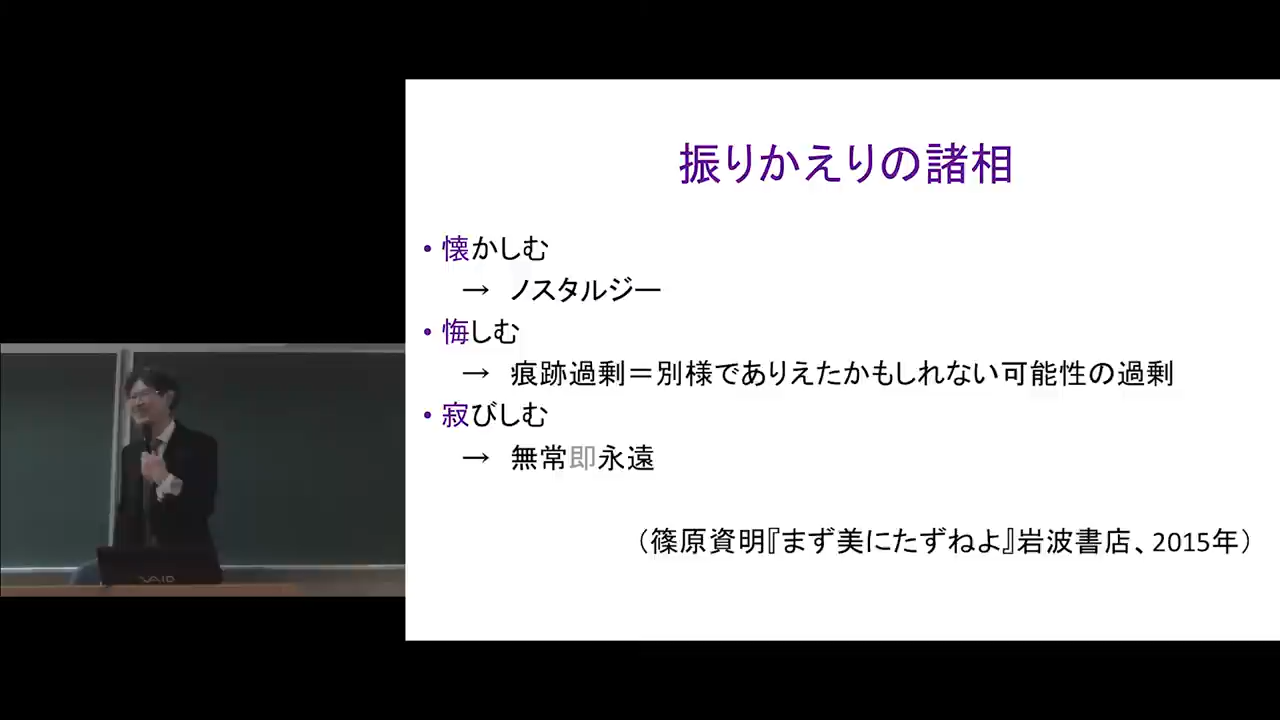 振りかえりの諸相
• 懐かしむ
→ ノスタルジー
• 悔しむ
→ 痕跡過剰＝別様でありえたかもしれない可能性の過剰
• 寂びしむ
→ 無常即永遠
（篠原資明『まず美にたずねよ』岩波書店、2015年）
VAIO